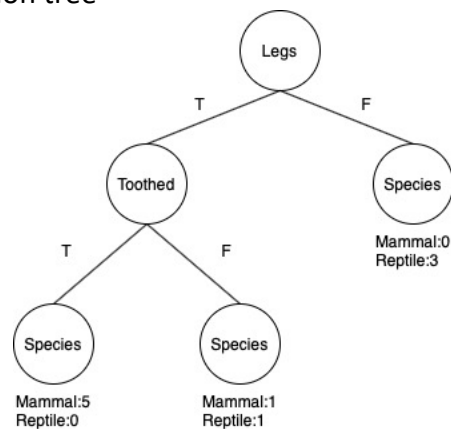 on tree
Legs
T
F
Toothed
Species
Mammal:0
Reptile:3
T
F
Species
Species
Mammal:5
Reptile:0
Mammal:1
Reptile:1